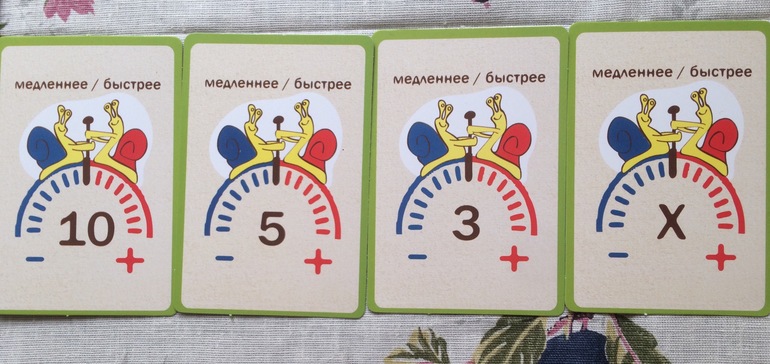 медленнее / быстрее
10
- +
медленнее / быстрее
5
- +
медленнее / быстрее
3
- +
медленнее / быстрее
X
- +